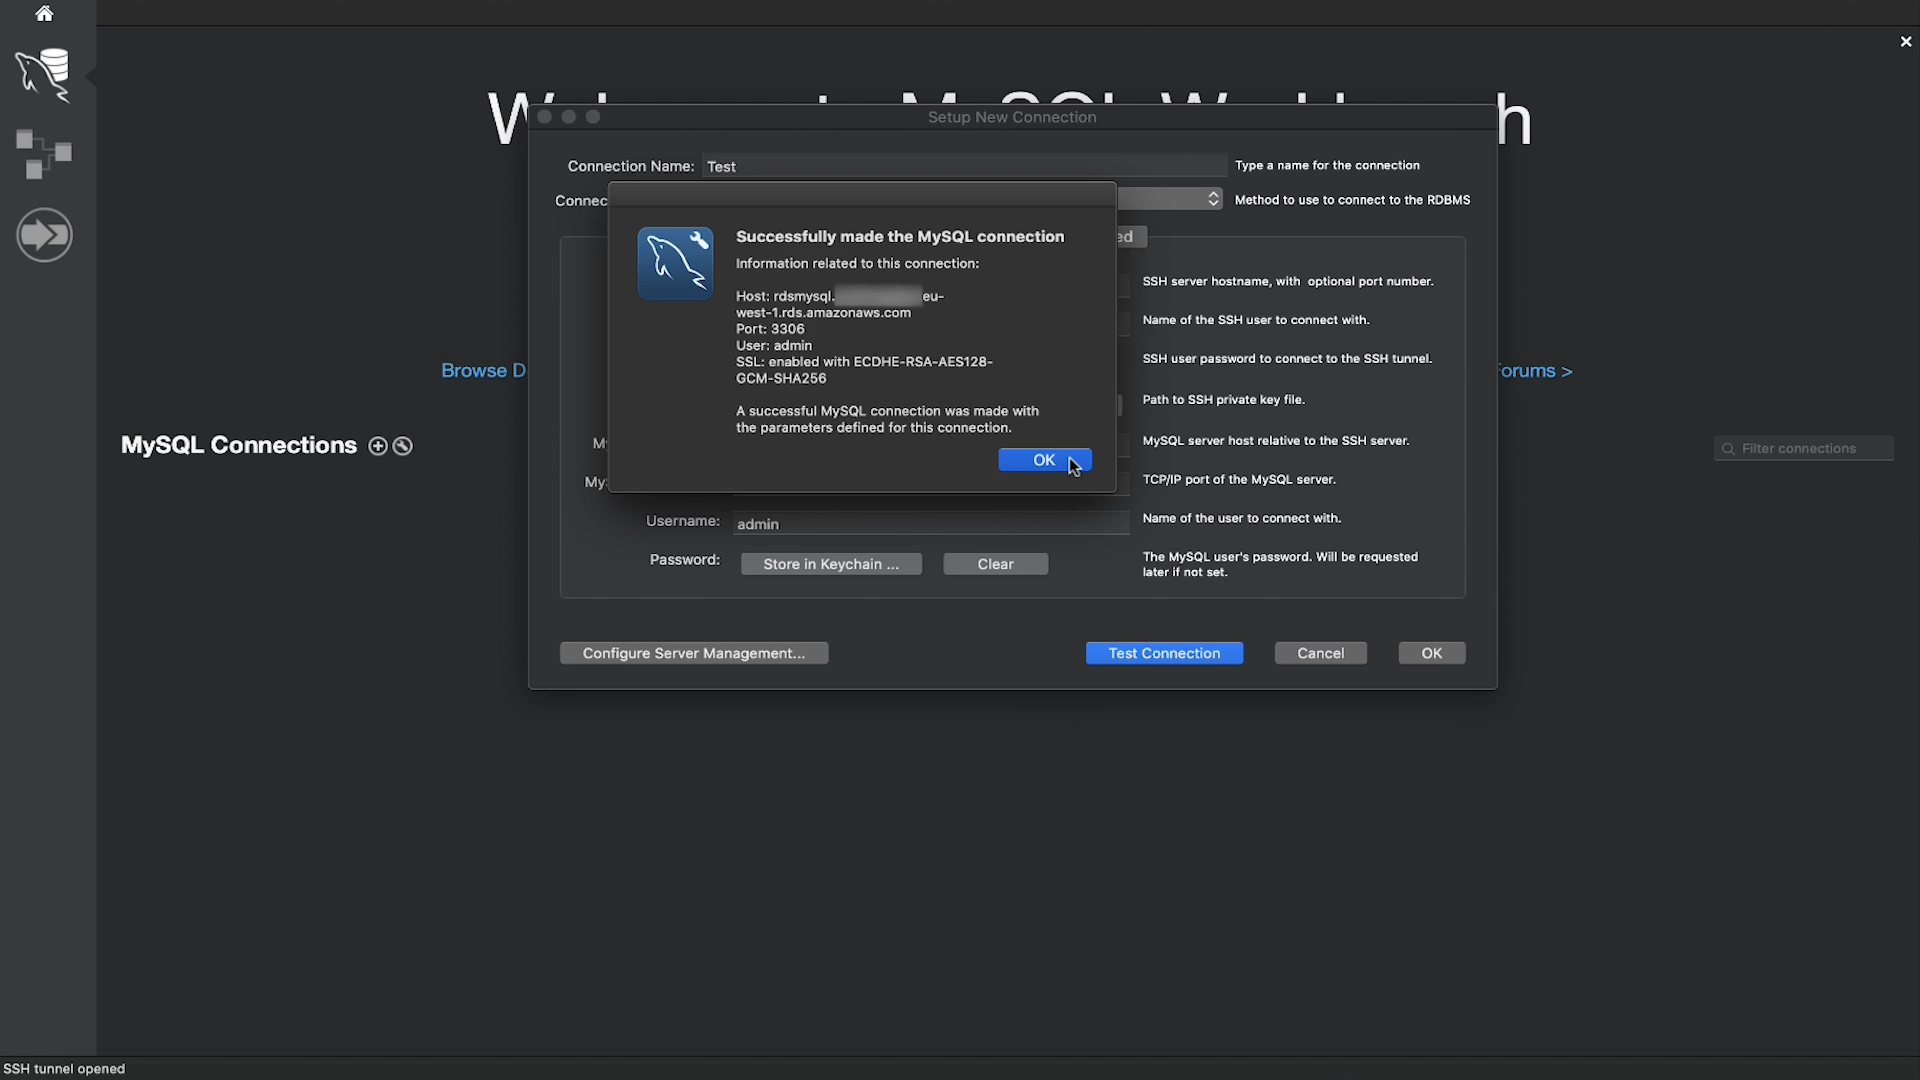 Setup New Connection
Connection Name: Test
Type a name for the connection
Connec
Method to use to connect to the RDBMS
ed
Successfully made the MySQL connection
Information related to this connection:
Host: rdsmysql. eu-
west-1.rds.amazonaws.com
Port: 3306
User: admin
SSL: enabled with ECDHE-RSA-AES128-
GCM-SHA256
A successful MySQL connection was made with
the parameters defined for this connection.
OK
SSH server hostname, with optional port number.
Name of the SSH user to connect with.
SSH user password to connect to the SSH tunnel.
Path to SSH private key file.
My
MySQL server host relative to the SSH server.
My
TCP/IP port of the MySQL server.
Username: admin
Name of the user to connect with.
Password: Store in Keychain ... Clear
The MySQL user's password. Will be requested
later if not set.
Configure Server Management...
Test Connection
Cancel
OK
Browse D
orums >
MySQL Connections
Filter connections
SSH tunnel opened